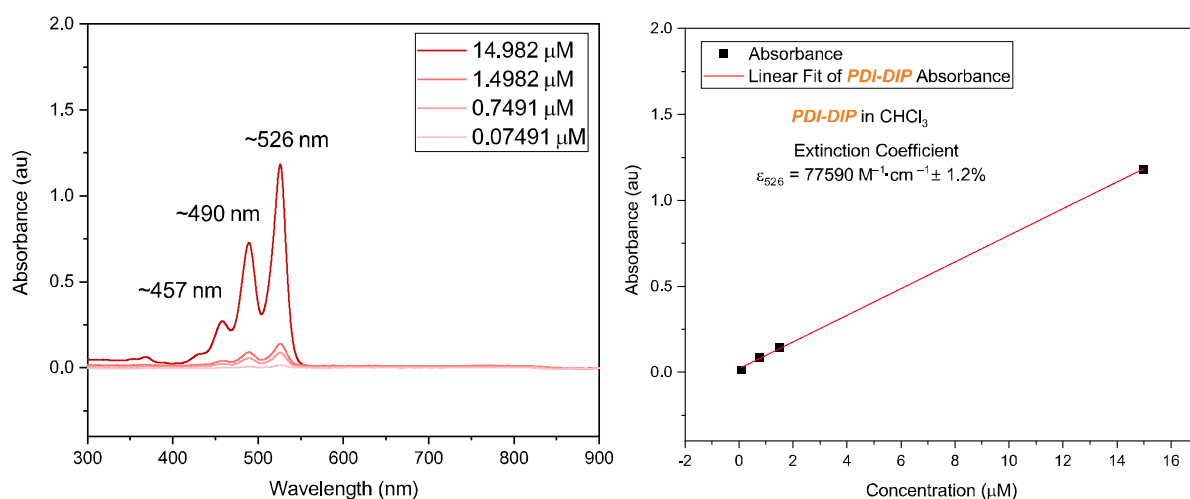 2.0
1.5
1.0
0.5
0.0
Absorbance (au)
300 400 500 600 700 800 900
Wavelength (nm)
14.982 μM
1.4982 μM
0.7491 μM
0.07491 μM
~526 nm
~490 nm
~457 nm
2.0
1.5
1.0
0.5
0.0
Absorbance (au)
-2 0 2 4 6 8 10 12 14 16
Concentration (μM)
Absorbance
Linear Fit of PDI-DIP Absorbance
PDI-DIP in CHCl₃
Extinction Coefficient
ε₅₂₆ = 77590 M⁻¹·cm⁻¹ ± 1.2%